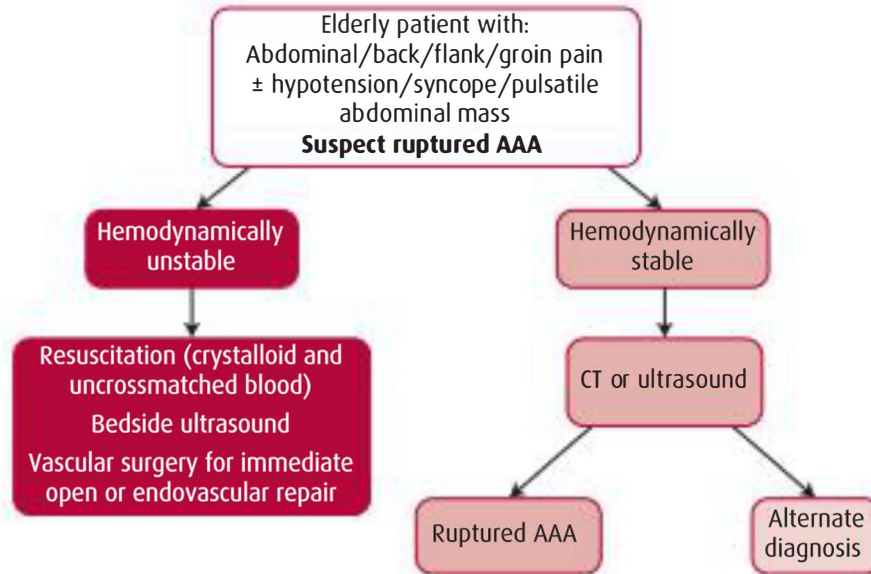 Elderly patient with:
Abdominal/back/flank/groin pain
± hypotension/syncope/pulsatile
abdominal mass
Suspect ruptured AAA
Hemodynamically
unstable
Hemodynamically
stable
Resuscitation (crystalloid and
uncrossmatched blood)
Bedside ultrasound
Vascular surgery for immediate
open or endovascular repair
CT or ultrasound
Ruptured AAA
Alternate
diagnosis